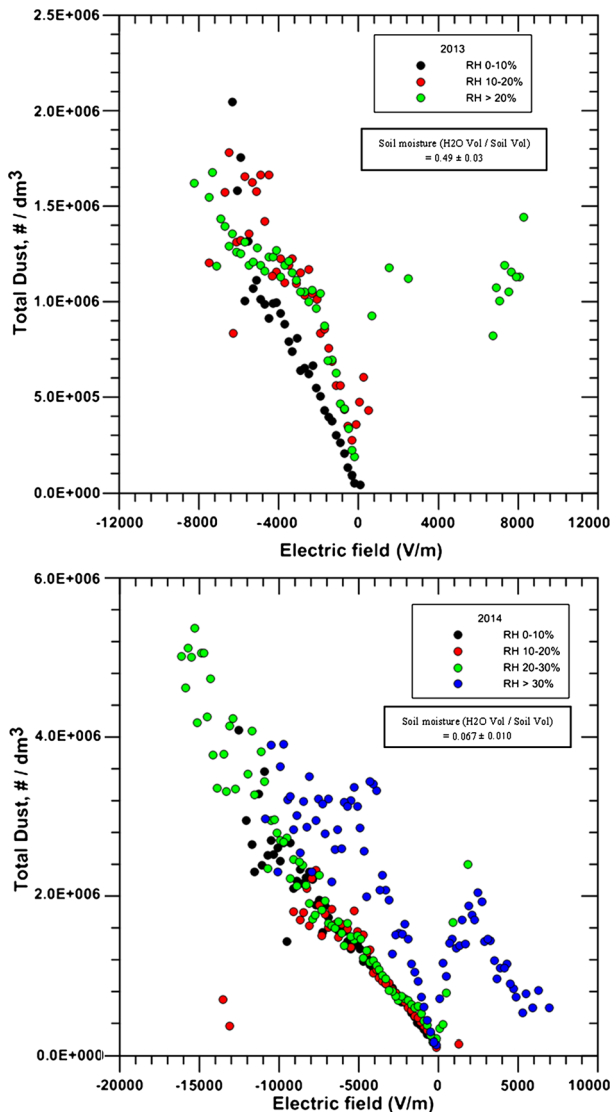 2.5E+006
2013
RH 0-10%
RH 10-20%
RH > 20%
2.0E+006
Soil moisture (H2O Vol / Soil Vol)
= 0.49 ± 0.03
1.5E+006
Total Dust, # / dm3
1.0E+006
5.0E+005
0.0E+000
-12000 -8000 -4000 0 4000 8000 12000
Electric field (V/m)
6.0E+006
2014
RH 0-10%
RH 10-20%
RH 20-30%
RH > 30%
Soil moisture (H2O Vol / Soil Vol)
= 0.067 ± 0.010
4.0E+006
Total Dust, # / dm3
2.0E+006
0.0E+000
-20000 -15000 -10000 -5000 0 5000 10000
Electric field (V/m)